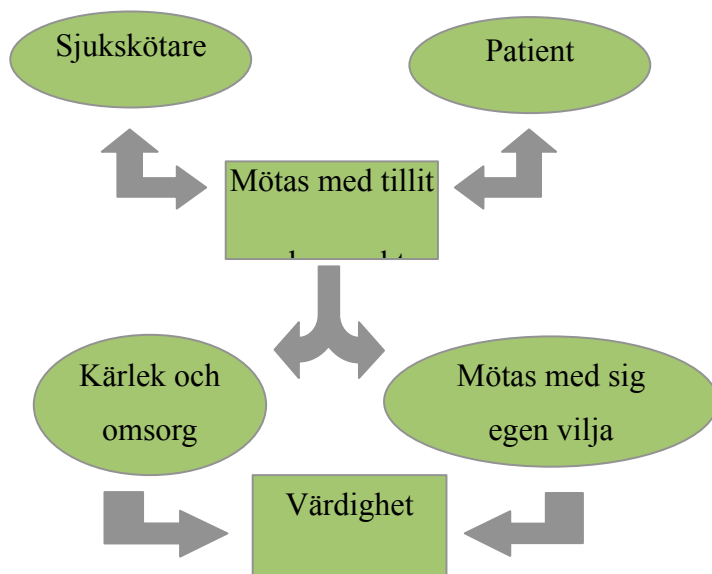 Sjukskötare
Patient
Mötas med tillit
Kärlek och
omsorg
Mötas med sig
egen vilja
Värdighet